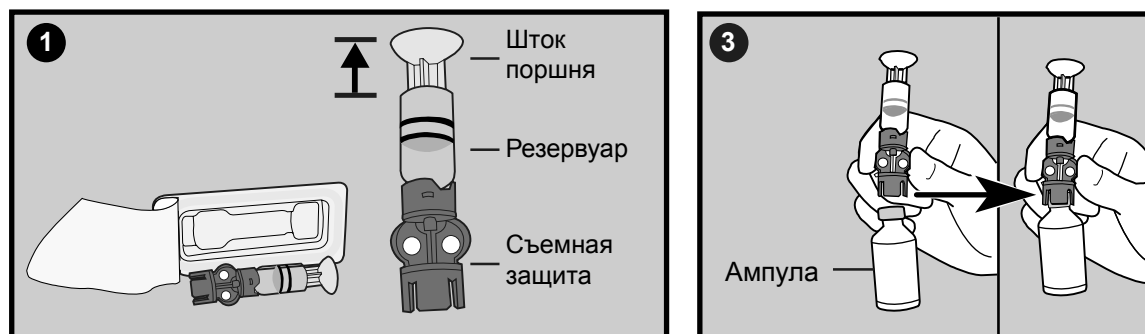 1
Шток
поршня
Резервуар
Съемная
защита
3
Ампула